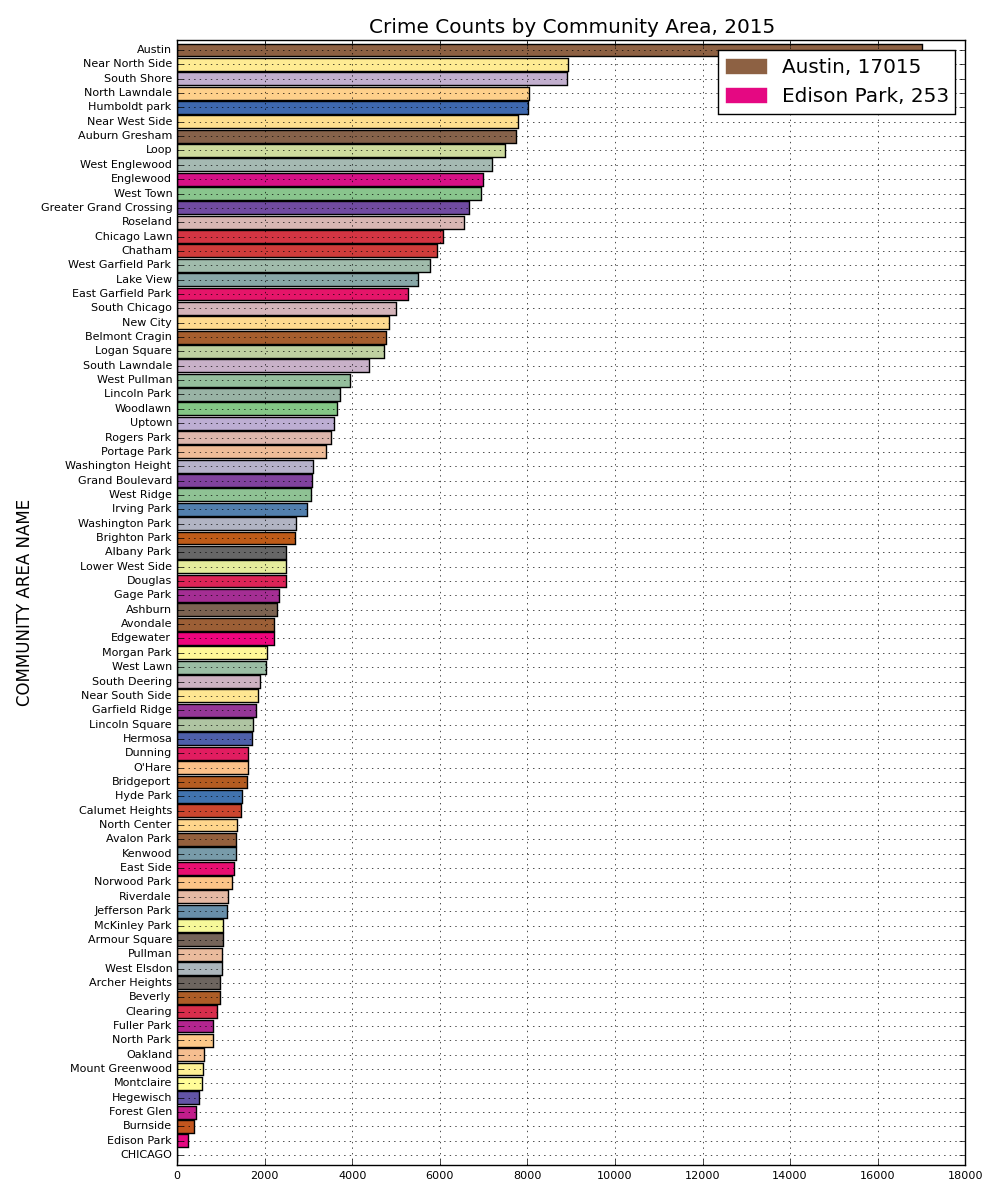 Crime Counts by Community Area, 2015
Austin, 17015
Edison Park, 253
COMMUNITY AREA NAME
Austin
Near North Side
South Shore
North Lawndale
Humboldt park
Near West Side
Auburn Gresham
Loop
West Englewood
Englewood
West Town
Greater Grand Crossing
Roseland
Chicago Lawn
Chatham
West Garfield Park
Lake View
East Garfield Park
South Chicago
New City
Belmont Cragin
Logan Square
South Lawndale
West Pullman
Lincoln Park
Woodlawn
Uptown
Rogers Park
Portage Park
Washington Height
Grand Boulevard
West Ridge
Irving Park
Washington Park
Brighton Park
Albany Park
Lower West Side
Douglas
Gage Park
Ashburn
Avondale
Edgewater
Morgan Park
West Lawn
South Deering
Near South Side
Garfield Ridge
Lincoln Square
Hermosa
Dunning
O'Hare
Bridgeport
Hyde Park
Calumet Heights
North Center
Avalon Park
Kenwood
East Side
Norwood Park
Riverdale
Jefferson Park
McKinley Park
Armour Square
Pullman
West Elsdon
Archer Heights
Beverly
Clearing
Fuller Park
North Park
Oakland
Mount Greenwood
Montclaire
Hegewisch
Forest Glen
Burnside
Edison Park
CHICAGO
0 2000 4000 6000 8000 10000 12000 14000 16000 18000